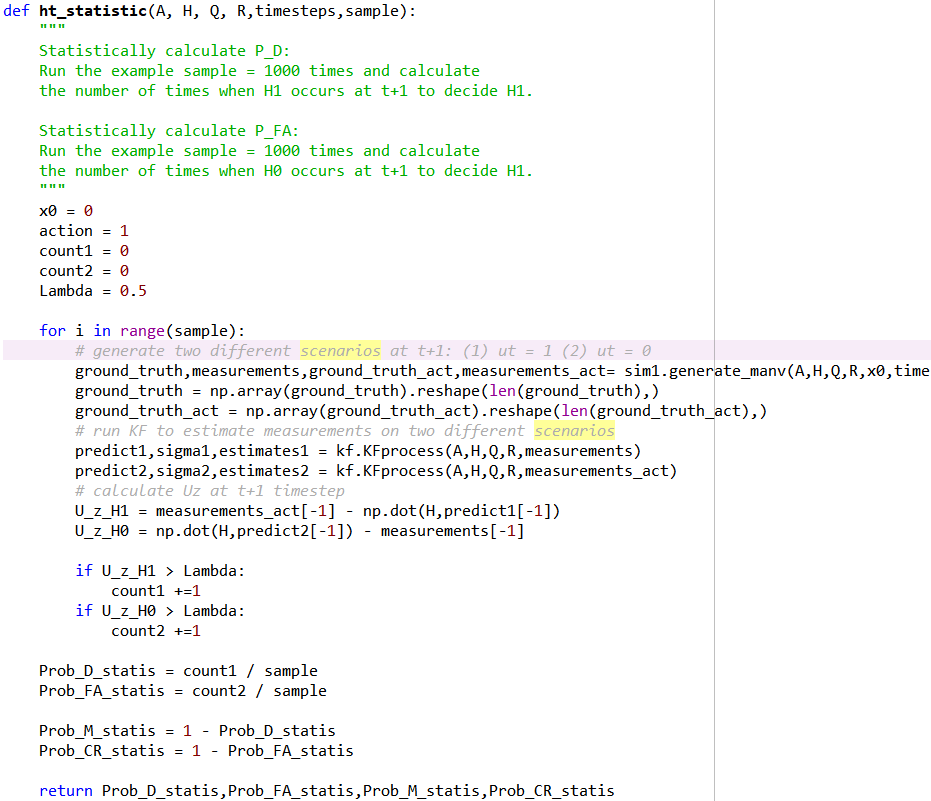 def ht_statistic(A, H, Q, R,timesteps,sample):
"""
Statistically calculate P_D:
Run the example sample = 1000 times and calculate
the number of times when H1 occurs at t+1 to decide H1.
Statistically calculate P_FA:
Run the example sample = 1000 times and calculate
the number of times when H0 occurs at t+1 to decide H1.
"""
x0 = 0
action = 1
count1 = 0
count2 = 0
Lambda = 0.5
for i in range(sample):
# generate two different scenarios at t+1: (1) ut = 1 (2) ut = 0
ground_truth,measurements,ground_truth_act,measurements_act= sim1.generate_manv(A,H,Q,R,x0,time
ground_truth = np.array(ground_truth).reshape(len(ground_truth),)
ground_truth_act = np.array(ground_truth_act).reshape(len(ground_truth_act),)
# run KF to estimate measurements on two different scenarios
predict1,sigma1,estimates1 = kf.KFprocess(A,H,Q,R,measurements)
predict2,sigma2,estimates2 = kf.KFprocess(A,H,Q,R,measurements_act)
# calculate Uz at t+1 timestep
U_z_H1 = measurements_act[-1] - np.dot(H,predict1[-1])
U_z_H0 = np.dot(H,predict2[-1]) - measurements[-1]
if U_z_H1 > Lambda:
count1 +=1
if U_z_H0 > Lambda:
count2 +=1
Prob_D_statis = count1 / sample
Prob_FA_statis = count2 / sample
Prob_M_statis = 1 - Prob_D_statis
Prob_CR_statis = 1 - Prob_FA_statis
return Prob_D_statis,Prob_FA_statis,Prob_M_statis,Prob_CR_statis